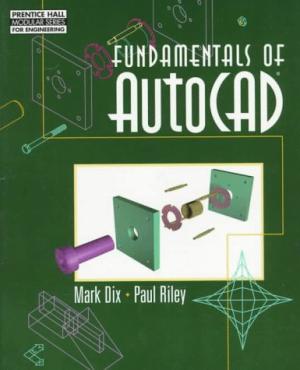 PRENTICE HALL
MODULAR SERIES
FOR ENGINEERING
FUNDAMENTALS OF
AutoCAD®
Mark Dix • Paul Riley